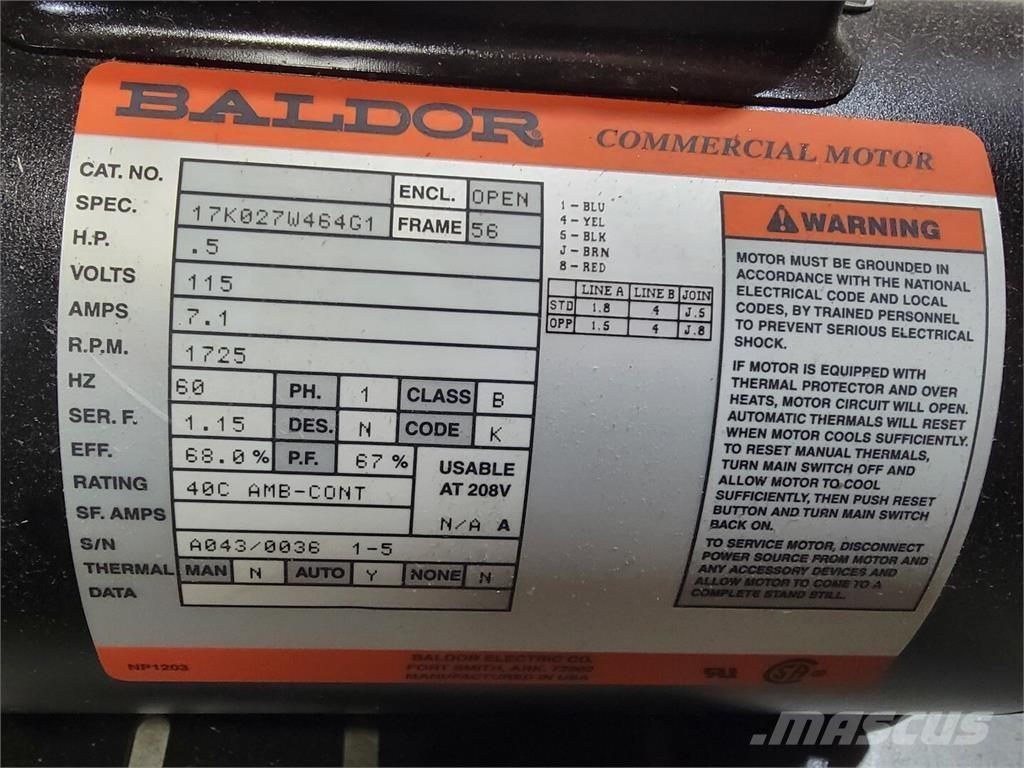 BALDOR
COMMERCIAL MOTOR
CAT. NO. ENCL. OPEN
SPEC. 17K027W464G1 FRAME 56
H.P. .5
VOLTS 115
AMPS 7.1
R.P.M. 1725
HZ 60 PH. 1 CLASS B
SER. F. 1.15 DES. N CODE K
EFF. 68.0 % P.F. 67 %
RATING 40C AMB-CONT
USABLE
AT 208V
SF. AMPS N/A A
S/N A043/0036 1-5
THERMAL MAN N AUTO Y NONE N
DATA
1 - BLU
4 - YEL
5 - BLK
J - BRN
8 - RED
LINE A LINE B JOIN
STD 1.8 4 J.5
OPP 1.5 4 J.8
WARNING
MOTOR MUST BE GROUNDED IN
ACCORDANCE WITH THE NATIONAL
ELECTRICAL CODE AND LOCAL
CODES, BY TRAINED PERSONNEL
TO PREVENT SERIOUS ELECTRICAL
SHOCK.
IF MOTOR IS EQUIPPED WITH
THERMAL PROTECTOR AND OVER
HEATS, MOTOR CIRCUIT WILL OPEN.
AUTOMATIC THERMALS WILL RESET
WHEN MOTOR COOLS SUFFICIENTLY.
TO RESET MANUAL THERMALS,
TURN MAIN SWITCH OFF AND
ALLOW MOTOR TO COOL
SUFFICIENTLY, THEN PUSH RESET
BUTTON AND TURN MAIN SWITCH
BACK ON.
TO SERVICE MOTOR, DISCONNECT
POWER SOURCE FROM MOTOR AND
ANY ACCESSORY DEVICES AND
ALLOW MOTOR TO COME TO A
COMPLETE STAND STILL.
NP1203
BALDOR ELECTRIC CO.
FORT SMITH, ARK. 72902
MANUFACTURED IN USA
MASCUS